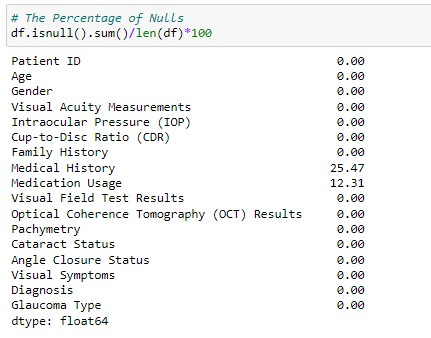 # The Percentage of Nulls
df.isnull().sum()/len(df)*100
Patient ID 0.00
Age 0.00
Gender 0.00
Visual Acuity Measurements 0.00
Intraocular Pressure (IOP) 0.00
Cup-to-Disc Ratio (CDR) 0.00
Family History 0.00
Medical History 25.47
Medication Usage 12.31
Visual Field Test Results 0.00
Optical Coherence Tomography (OCT) Results 0.00
Pachymetry 0.00
Cataract Status 0.00
Angle Closure Status 0.00
Visual Symptoms 0.00
Diagnosis 0.00
Glaucoma Type 0.00
dtype: float64